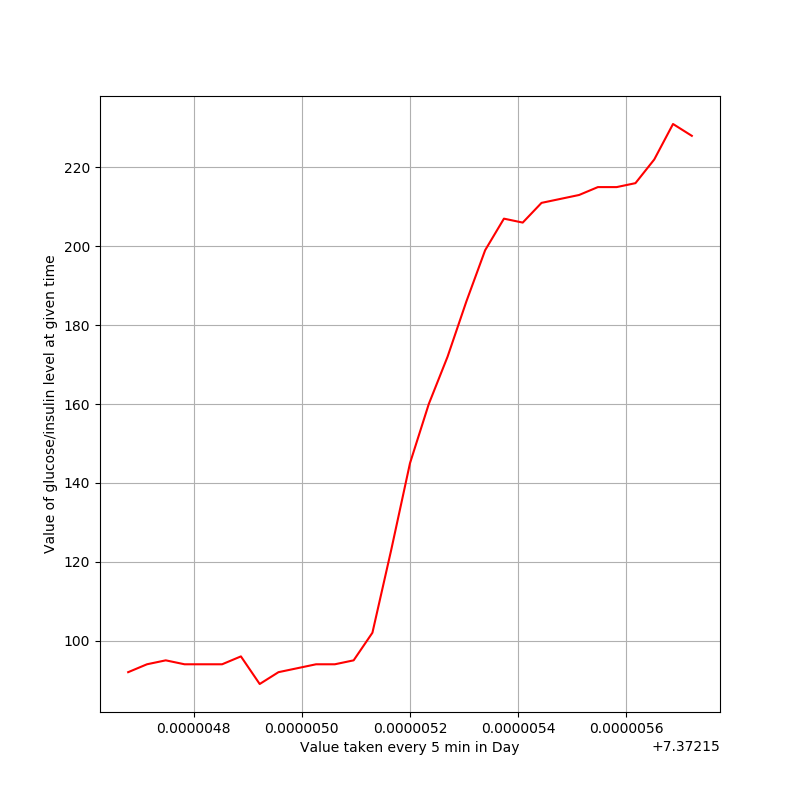 Value of glucose/insulin level at given time
220
200
180
160
140
120
100
0.0000048 0.0000050 0.0000052 0.0000054 0.0000056
Value taken every 5 min in Day
+7.37215